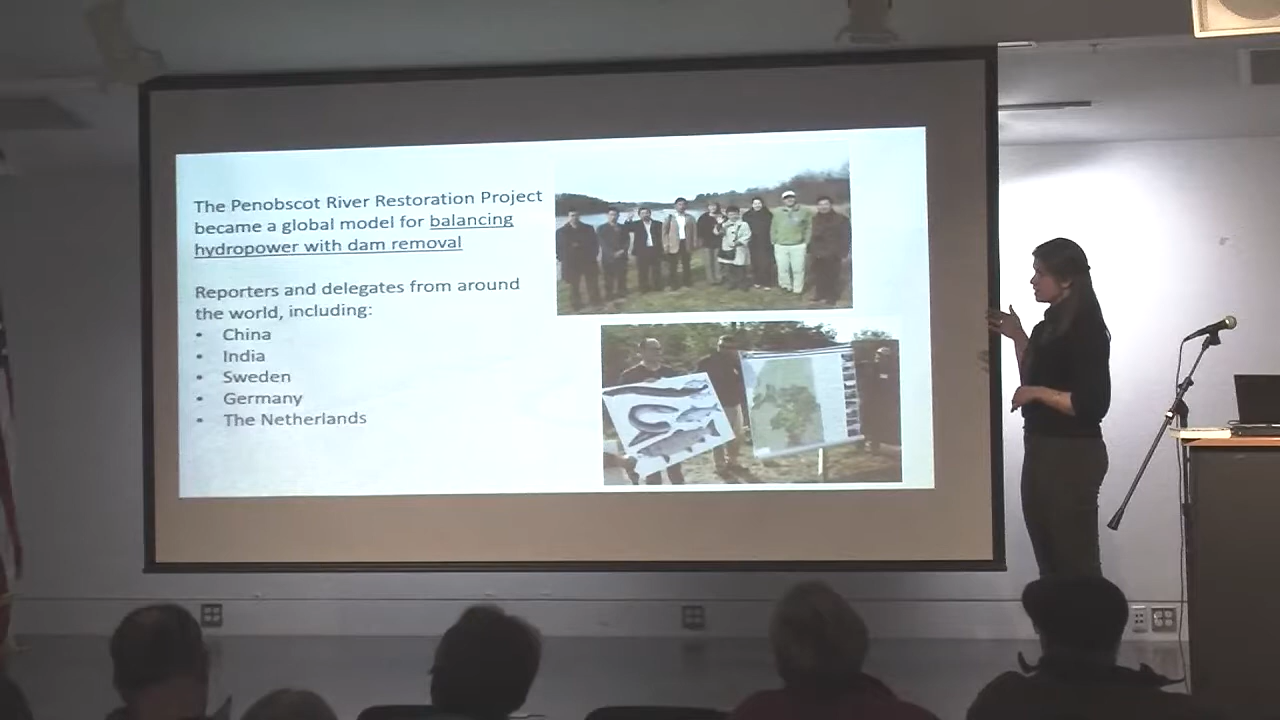 The Penobscot River Restoration Project
became a global model for balancing
hydropower with dam removal
Reporters and delegates from around
the world, including:
• China
• India
• Sweden
• Germany
• The Netherlands